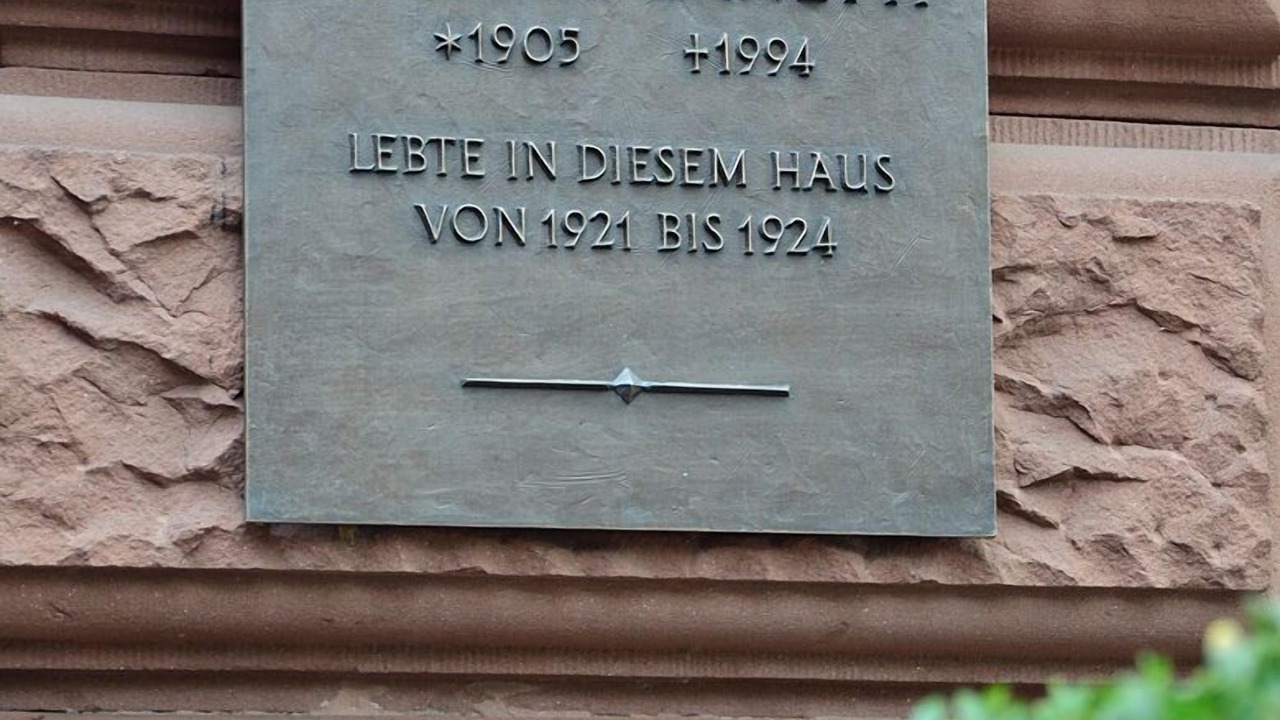 *1905 †1994
LEBTE IN DIESEM HAUS
VON 1921 BIS 1924